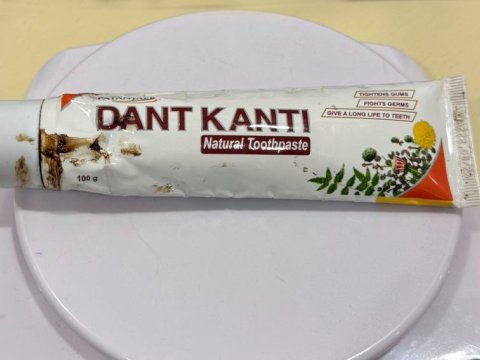 DANT KANTI
Natural Toothpaste
TIGHTENS GUMS
FIGHTS GERMS
GIVE A LONG LIFE TO TEETH
100 g